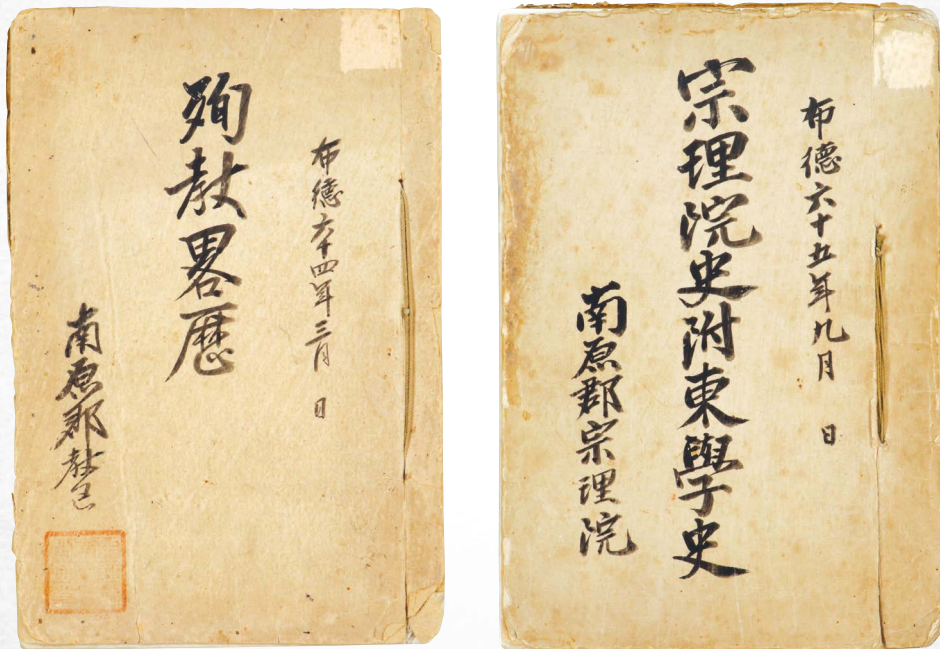 布德六十四年三月 日
殉教畧歷
南原郡教區
布德六十五年九月 日
宗理院史附東學史
南原郡宗理院